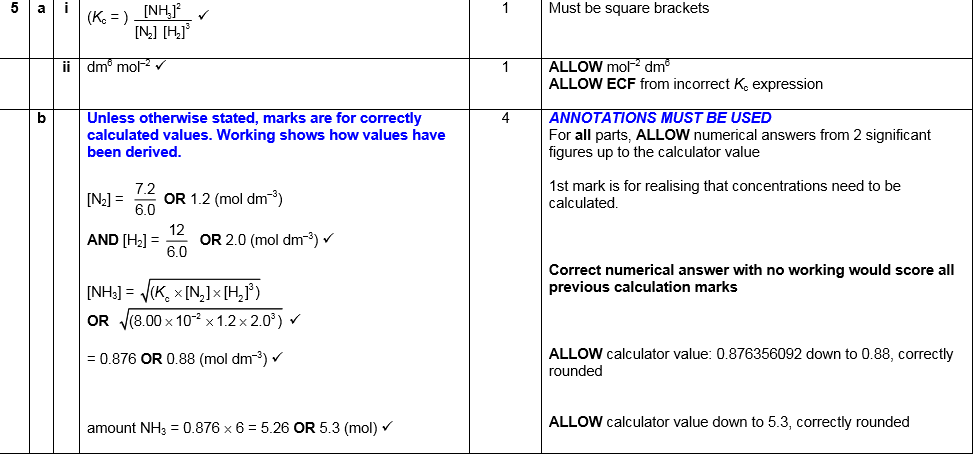 5 a i (Kc = ) [NH3]² / [N2] [H2]³ ✓ 1 Must be square brackets
ii dm⁶ mol⁻² ✓ 1 ALLOW mol⁻² dm⁶
ALLOW ECF from incorrect Kc expression
b Unless otherwise stated, marks are for correctly
calculated values. Working shows how values have
been derived.
[N2] = 7.2 / 6.0 OR 1.2 (mol dm⁻³)
AND [H2] = 12 / 6.0 OR 2.0 (mol dm⁻³) ✓
[NH3] = √(Kc × [N2] × [H2]³)
OR √(8.00 × 10⁻² × 1.2 × 2.0³) ✓
= 0.876 OR 0.88 (mol dm⁻³) ✓
amount NH3 = 0.876 × 6 = 5.26 OR 5.3 (mol) ✓
4 ANNOTATIONS MUST BE USED
For all parts, ALLOW numerical answers from 2 significant
figures up to the calculator value
1st mark is for realising that concentrations need to be
calculated.
Correct numerical answer with no working would score all
previous calculation marks
ALLOW calculator value: 0.876356092 down to 0.88, correctly
rounded
ALLOW calculator value down to 5.3, correctly rounded